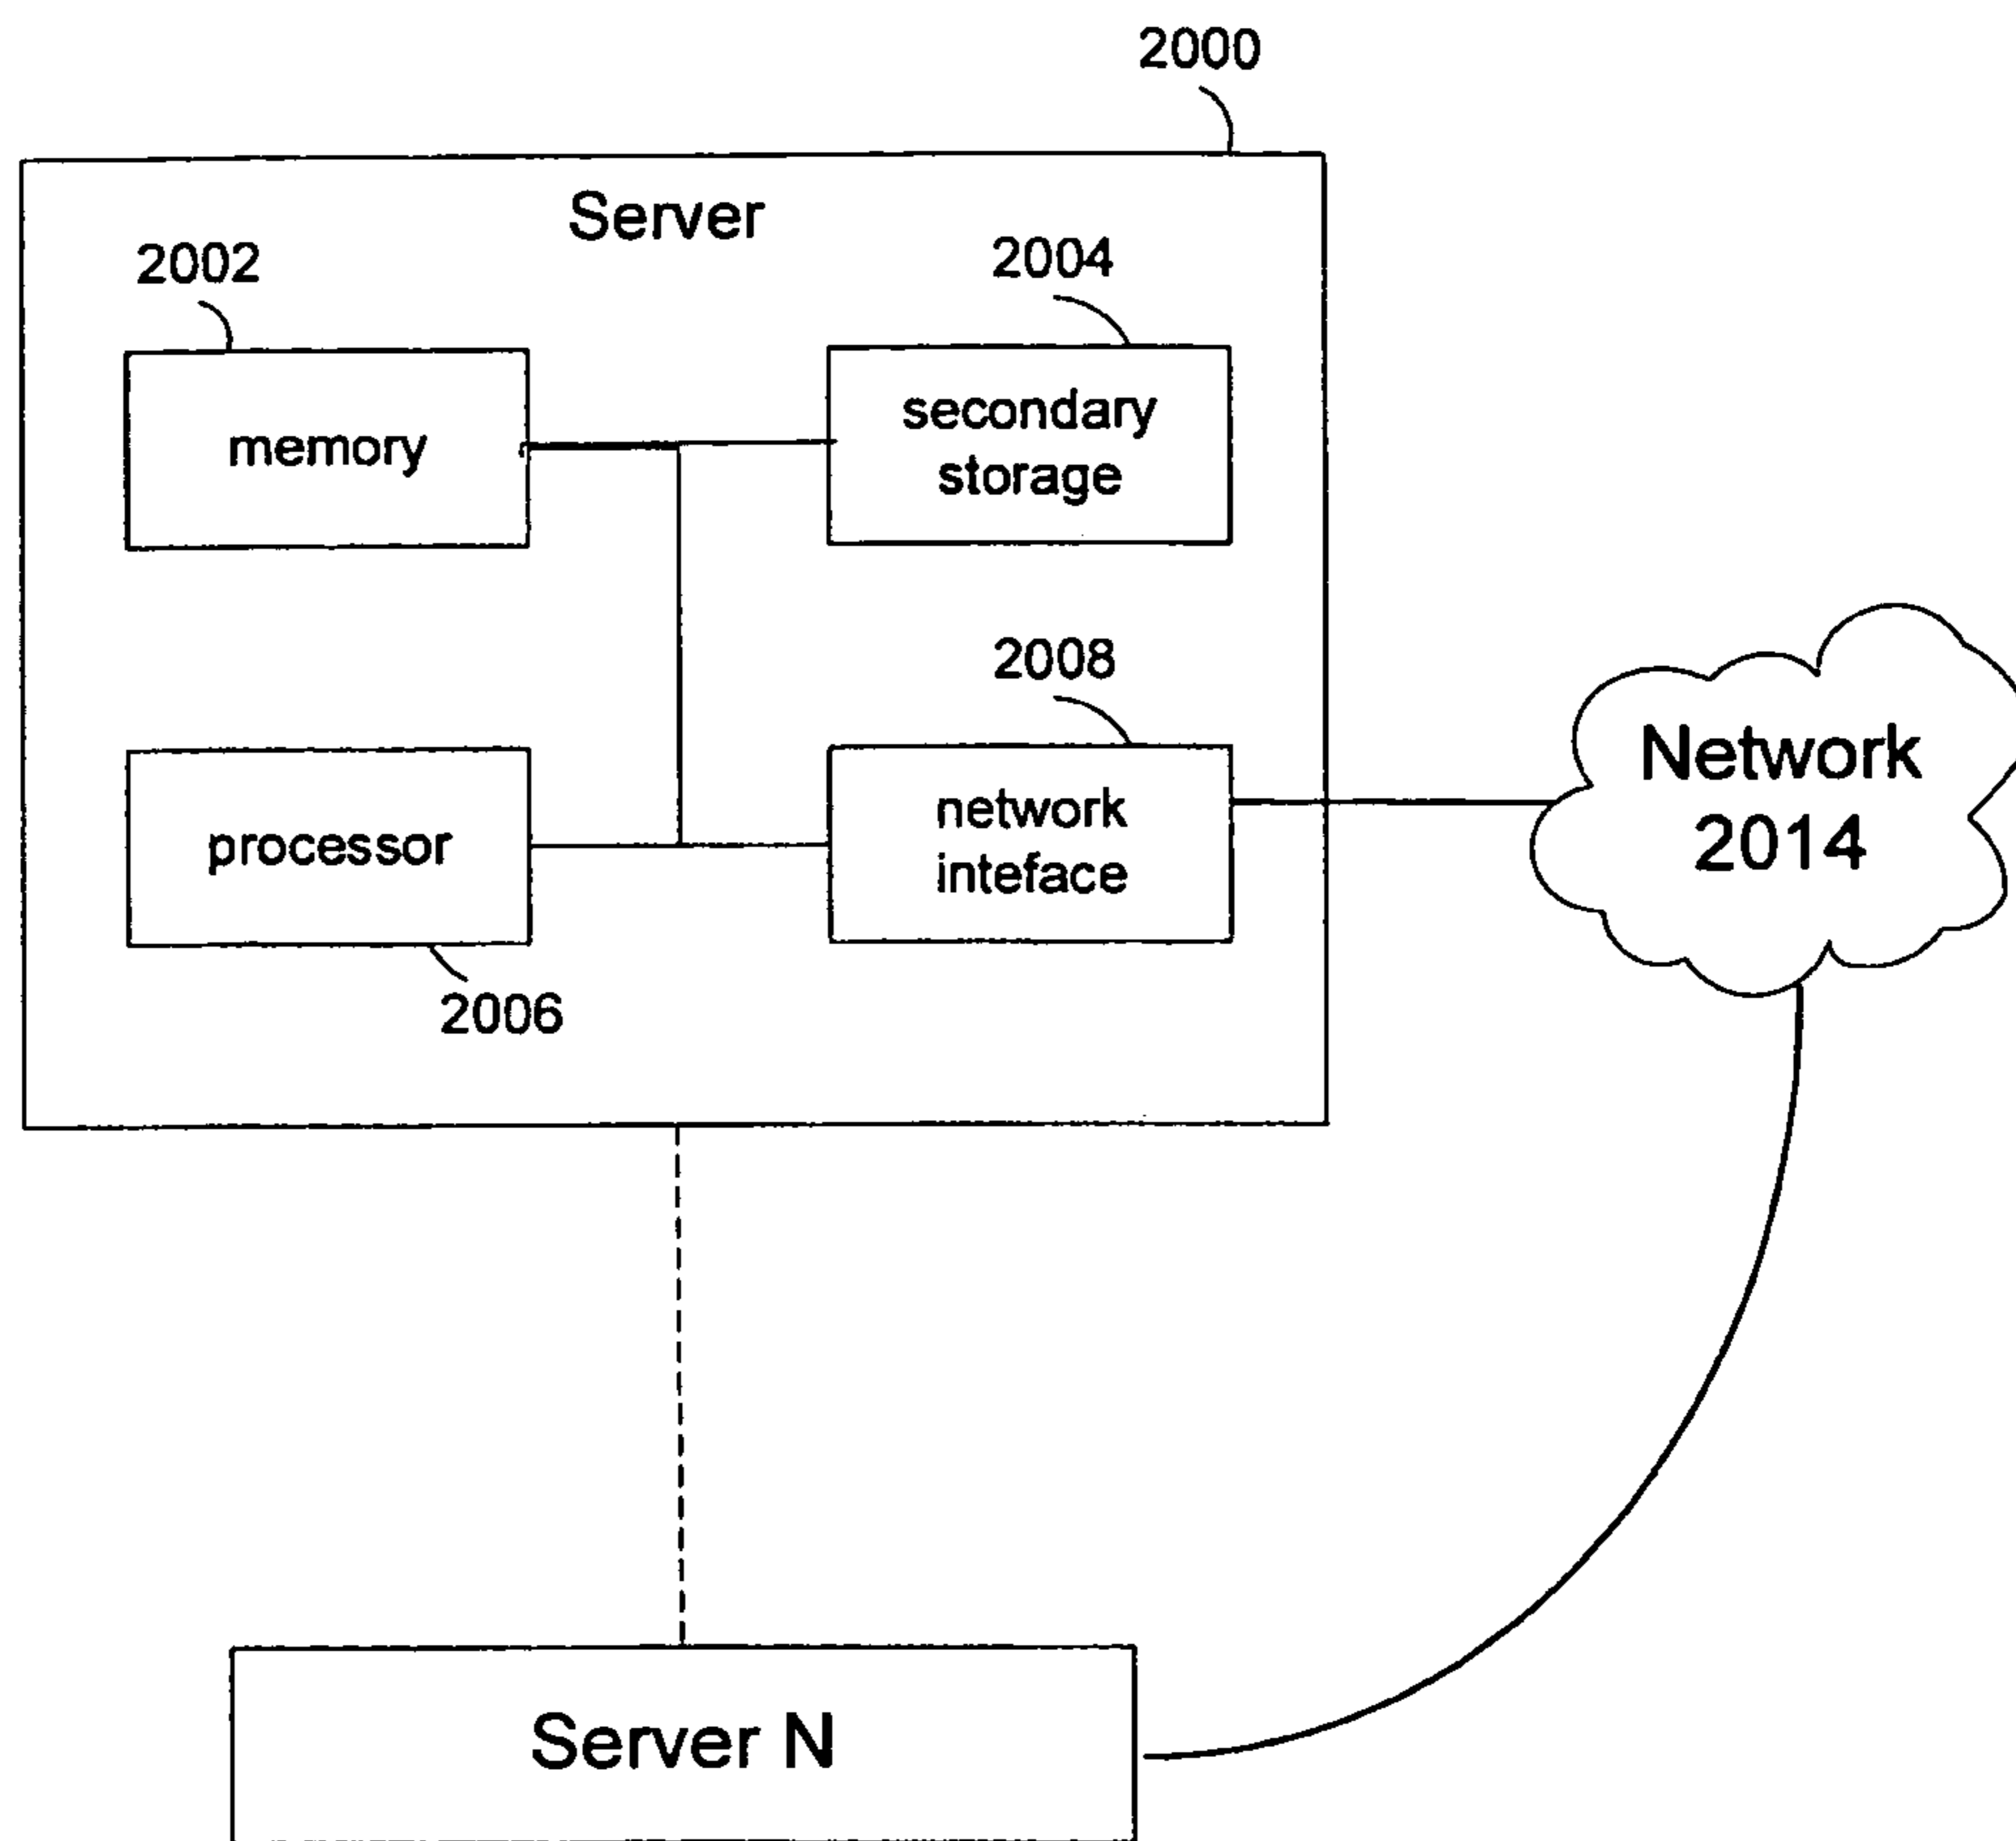 2000
Server
2002
2004
memory
secondary
storage
2008
processor
network
inteface
2006
Network
2014
Server N